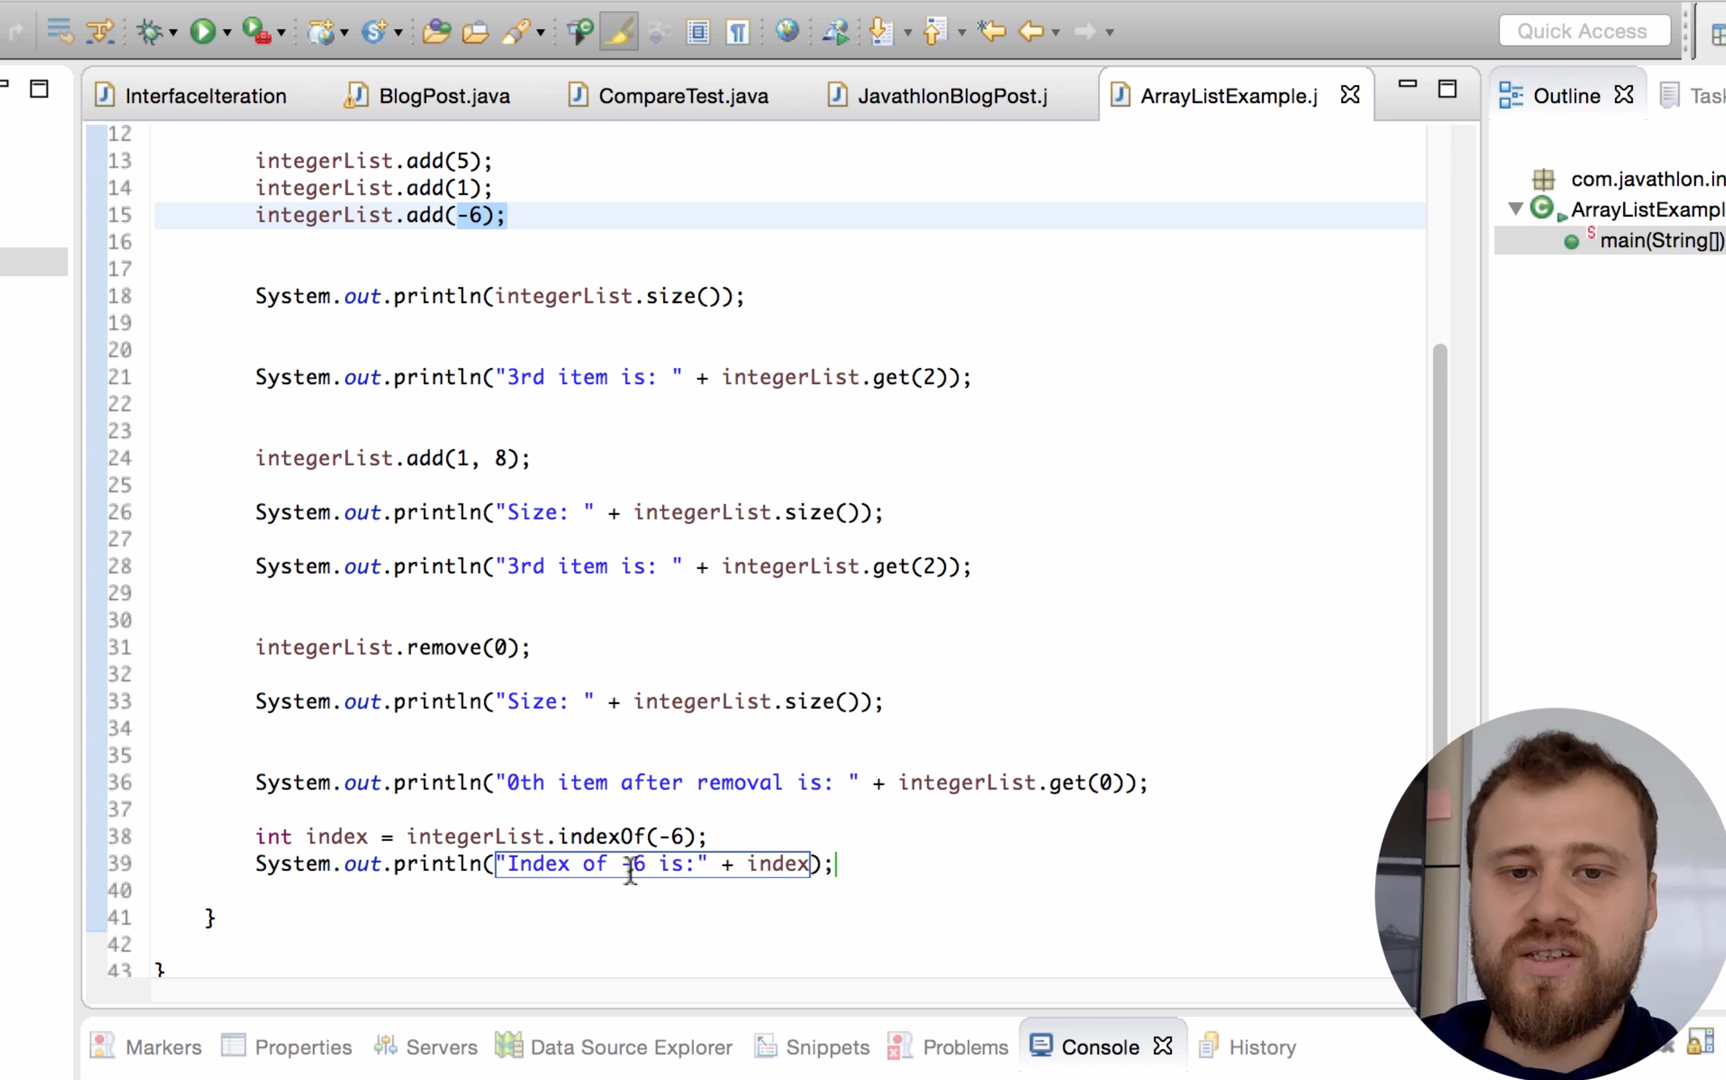 Quick Access
InterfaceIteration
BlogPost.java
CompareTest.java
JavathlonBlogPost.j
ArrayListExample.j
Outline
12
13 integerList.add(5);
14 integerList.add(1);
15 integerList.add(-6);
16
17
18 System.out.println(integerList.size());
19
20
21 System.out.println("3rd item is: " + integerList.get(2));
22
23
24 integerList.add(1, 8);
25
26 System.out.println("Size: " + integerList.size());
27
28 System.out.println("3rd item is: " + integerList.get(2));
29
30
31 integerList.remove(0);
32
33 System.out.println("Size: " + integerList.size());
34
35
36 System.out.println("0th item after removal is: " + integerList.get(0));
37
38 int index = integerList.indexOf(-6);
39 System.out.println("Index of -6 is:" + index);
40
41 }
42
43 }
com.javathlon.in
ArrayListExampl
main(String[])
Markers
Properties
Servers
Data Source Explorer
Snippets
Problems
Console
History